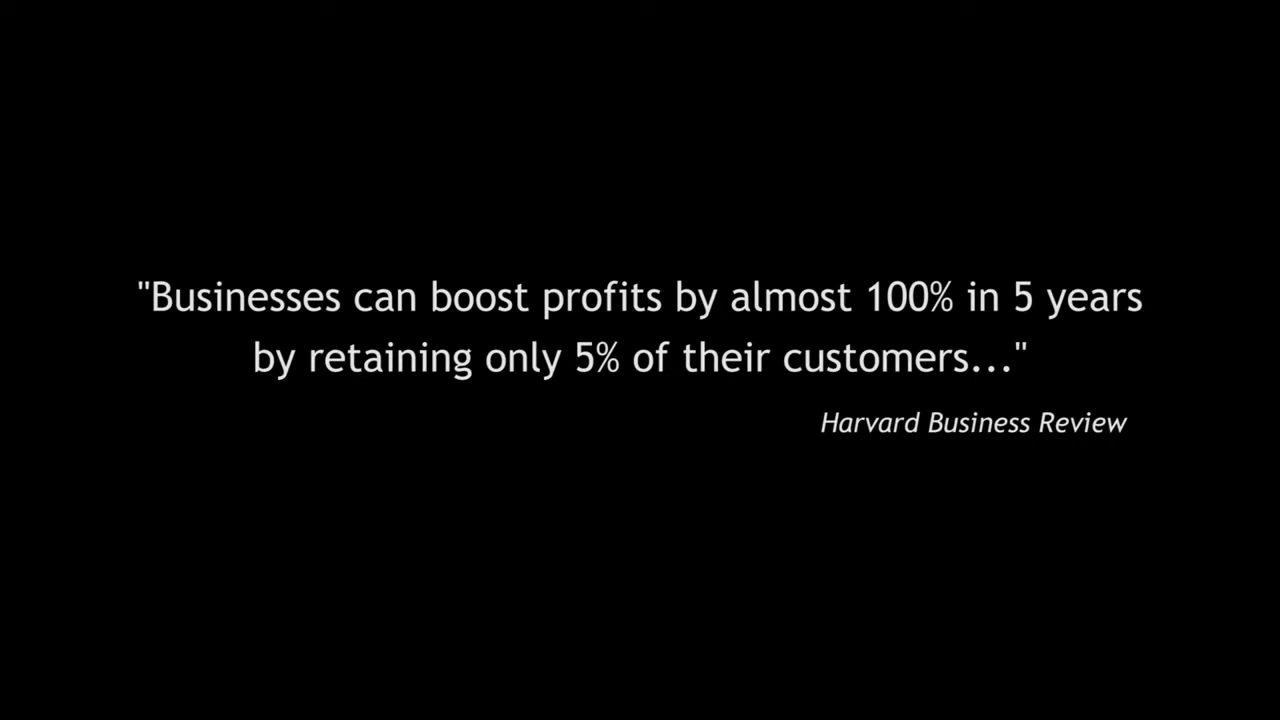 "Businesses can boost profits by almost 100% in 5 years
by retaining only 5% of their customers..."
Harvard Business Review